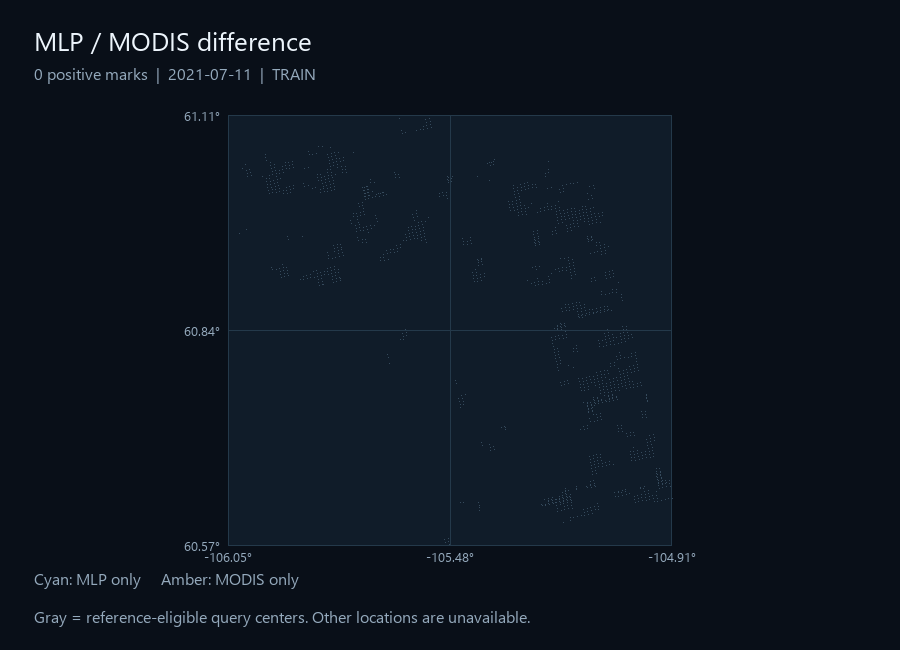 MLP / MODIS difference
0 positive marks | 2021-07-11 | TRAIN
61.11°
60.84°
60.57°
-106.05°
-105.48°
-104.91°
Cyan: MLP only     Amber: MODIS only
Gray = reference-eligible query centers. Other locations are unavailable.